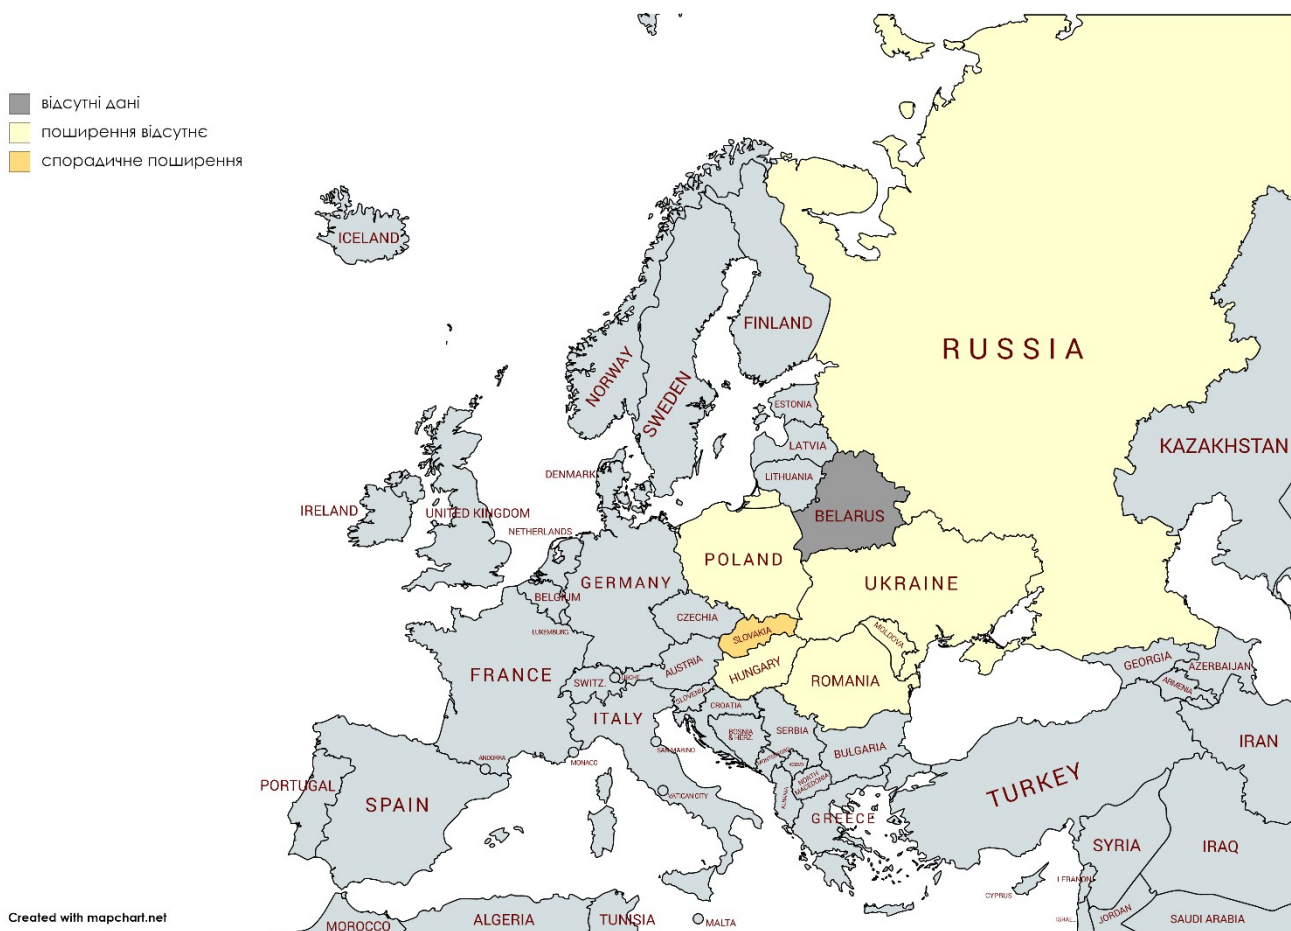 відсутні дані
поширення відсутнє
спорадичне поширення
ICELAND
NORWAY
SWEDEN
FINLAND
RUSSIA
ESTONIA
LATVIA
LITHUANIA
KAZAKHSTAN
DENMARK
IRELAND
UNITED KINGDOM
NETHERLANDS
BELARUS
POLAND
GERMANY
UKRAINE
BELGIUM
CZECHIA
LUXEMBURG
SLOVAKIA
MOLDOVA
FRANCE
AUSTRIA
HUNGARY
SWITZ.
ROMANIA
GEORGIA
AZERBAIJAN
ARMENIA
SLOVENIA
CROATIA
ITALY
BOSNIA
& HERZ.
SERBIA
SAN MARINO
BULGARIA
IRAN
ANDORRA
MONACO
NORTH
MACEDONIA
ALBANIA
PORTUGAL
SPAIN
VATICAN CITY
GREECE
TURKEY
SYRIA
IRAQ
CYPRUS
MALTA
JORDAN
SAUDI ARABIA
MOROCCO
ALGERIA
TUNISIA
Created with mapchart.net